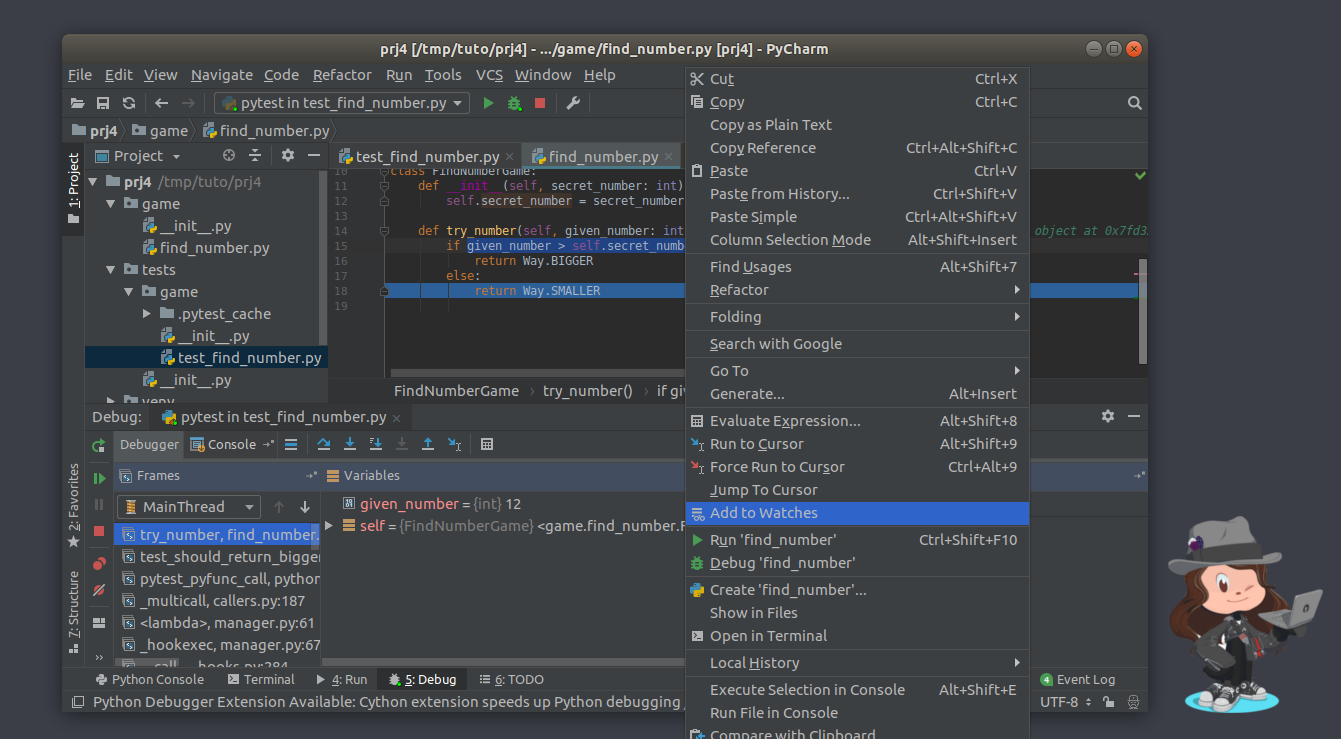 prj4 [/tmp/tuto/prj4] - .../game/find_number.py [prj4] - PyCharm
File Edit View Navigate Code Refactor Run Tools VCS Window Help
pytest in test_find_number.py
prj4 game find_number.py
1: Project
Project
prj4 /tmp/tuto/prj4
game
__init__.py
find_number.py
tests
game
.pytest_cache
__init__.py
test_find_number.py
__init__.py
venv
test_find_number.py find_number.py
10 class FindNumberGame:
11 def __init__(self, secret_number: int)
12 self.secret_number = secret_number
13
14 def try_number(self, given_number: int object at 0x7fd3
15 if given_number > self.secret_numb
16 return Way.BIGGER
17 else:
18 return Way.SMALLER
19
FindNumberGame › try_number() › if giv
Debug: pytest in test_find_number.py
Debugger Console
2: Favorites
7: Structure
Frames
MainThread
try_number, find_number.
test_should_return_bigger
pytest_pyfunc_call, python
_multicall, callers.py:187
<lambda>, manager.py:61
_hookexec, manager.py:67
__call__, hooks.py:284
Variables
given_number = {int} 12
self = {FindNumberGame} <game.find_number.F
Cut Ctrl+X
Copy Ctrl+C
Copy as Plain Text
Copy Reference Ctrl+Alt+Shift+C
Paste Ctrl+V
Paste from History... Ctrl+Shift+V
Paste Simple Ctrl+Alt+Shift+V
Column Selection Mode Alt+Shift+Insert
Find Usages Alt+Shift+7
Refactor
Folding
Search with Google
Go To
Generate... Alt+Insert
Evaluate Expression... Alt+Shift+8
Run to Cursor Alt+Shift+9
Force Run to Cursor Ctrl+Alt+9
Jump To Cursor
Add to Watches
Run 'find_number' Ctrl+Shift+F10
Debug 'find_number'
Create 'find_number'...
Show in Files
Open in Terminal
Local History
Execute Selection in Console Alt+Shift+E
Run File in Console
Compare with Clipboard
Python Console Terminal 4: Run 5: Debug 6: TODO 4 Event Log
Python Debugger Extension Available: Cython extension speeds up Python debugging UTF-8